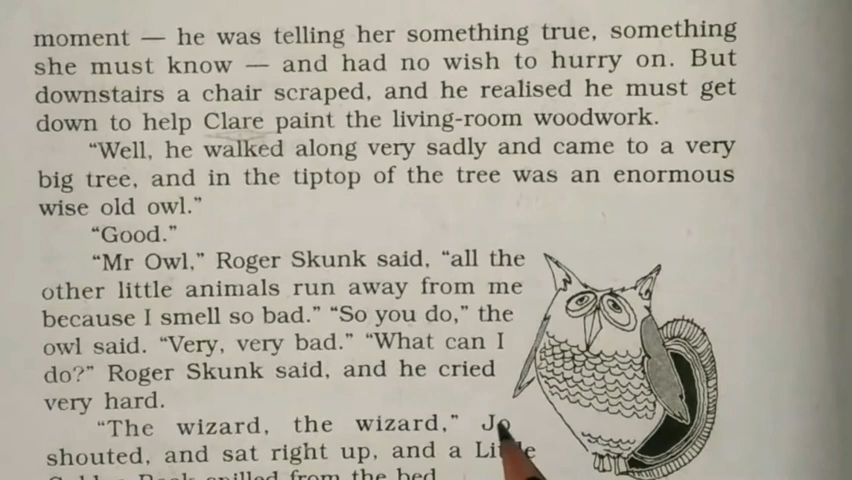 moment — he was telling her something true, something
she must know — and had no wish to hurry on. But
downstairs a chair scraped, and he realised he must get
down to help Clare paint the living-room woodwork.
“Well, he walked along very sadly and came to a very
big tree, and in the tiptop of the tree was an enormous
wise old owl.”
“Good.”
“Mr Owl,” Roger Skunk said, “all the
other little animals run away from me
because I smell so bad.” “So you do,” the
owl said. “Very, very bad.” “What can I
do?” Roger Skunk said, and he cried
very hard.
“The wizard, the wizard,” Jo
shouted, and sat right up, and a Little
spilled from the bed